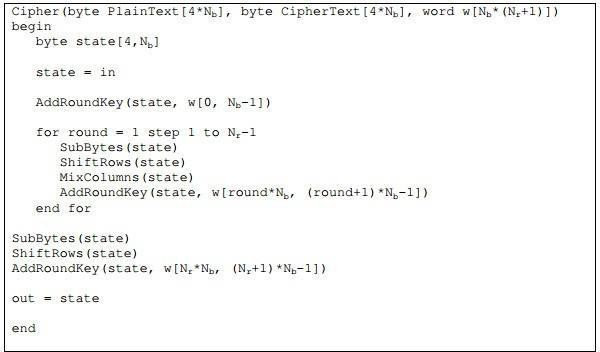 Cipher(byte PlainText[4*Nb], byte CipherText[4*Nb], word w[Nb*(Nr+1)])
begin
byte state[4,Nb]
state = in
AddRoundKey(state, w[0, Nb-1])
for round = 1 step 1 to Nr-1
SubBytes(state)
ShiftRows(state)
MixColumns(state)
AddRoundKey(state, w[round*Nb, (round+1)*Nb-1])
end for
SubBytes(state)
ShiftRows(state)
AddRoundKey(state, w[Nr*Nb, (Nr+1)*Nb-1])
out = state
end